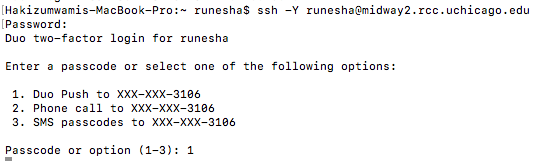 [Hakizumwamis-MacBook-Pro:~ runesha$ ssh -Y runesha@midway2.rcc.uchicago.edu
[Password:
Duo two-factor login for runesha
Enter a passcode or select one of the following options:
1. Duo Push to XXX-XXX-3106
2. Phone call to XXX-XXX-3106
3. SMS passcodes to XXX-XXX-3106
Passcode or option (1-3): 1